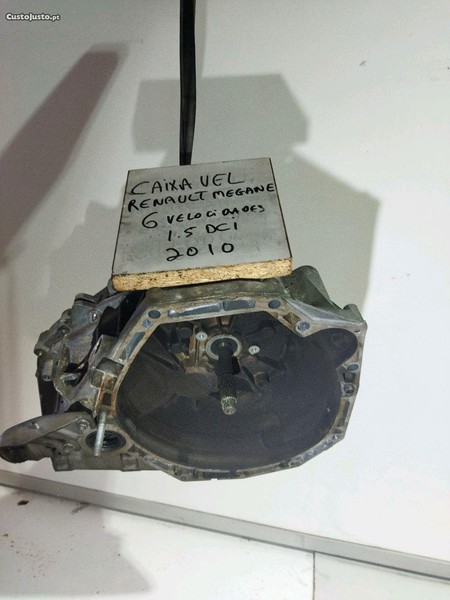 CustoJusto.pt
CAIXA VEL
RENAULT MEGANE
6 VELOCIDADES
1.5 DCI
2010